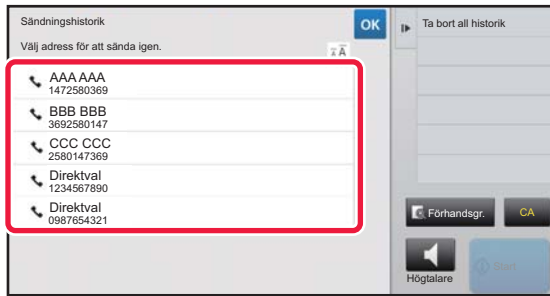 Sändningshistorik
OK
Ta bort all historik
Välj adress för att sända igen.
AAA AAA
1472580369
BBB BBB
3692580147
CCC CCC
2580147369
Direktval
1234567890
Direktval
0987654321
Förhandsgr.
CA
Högtalare
Start